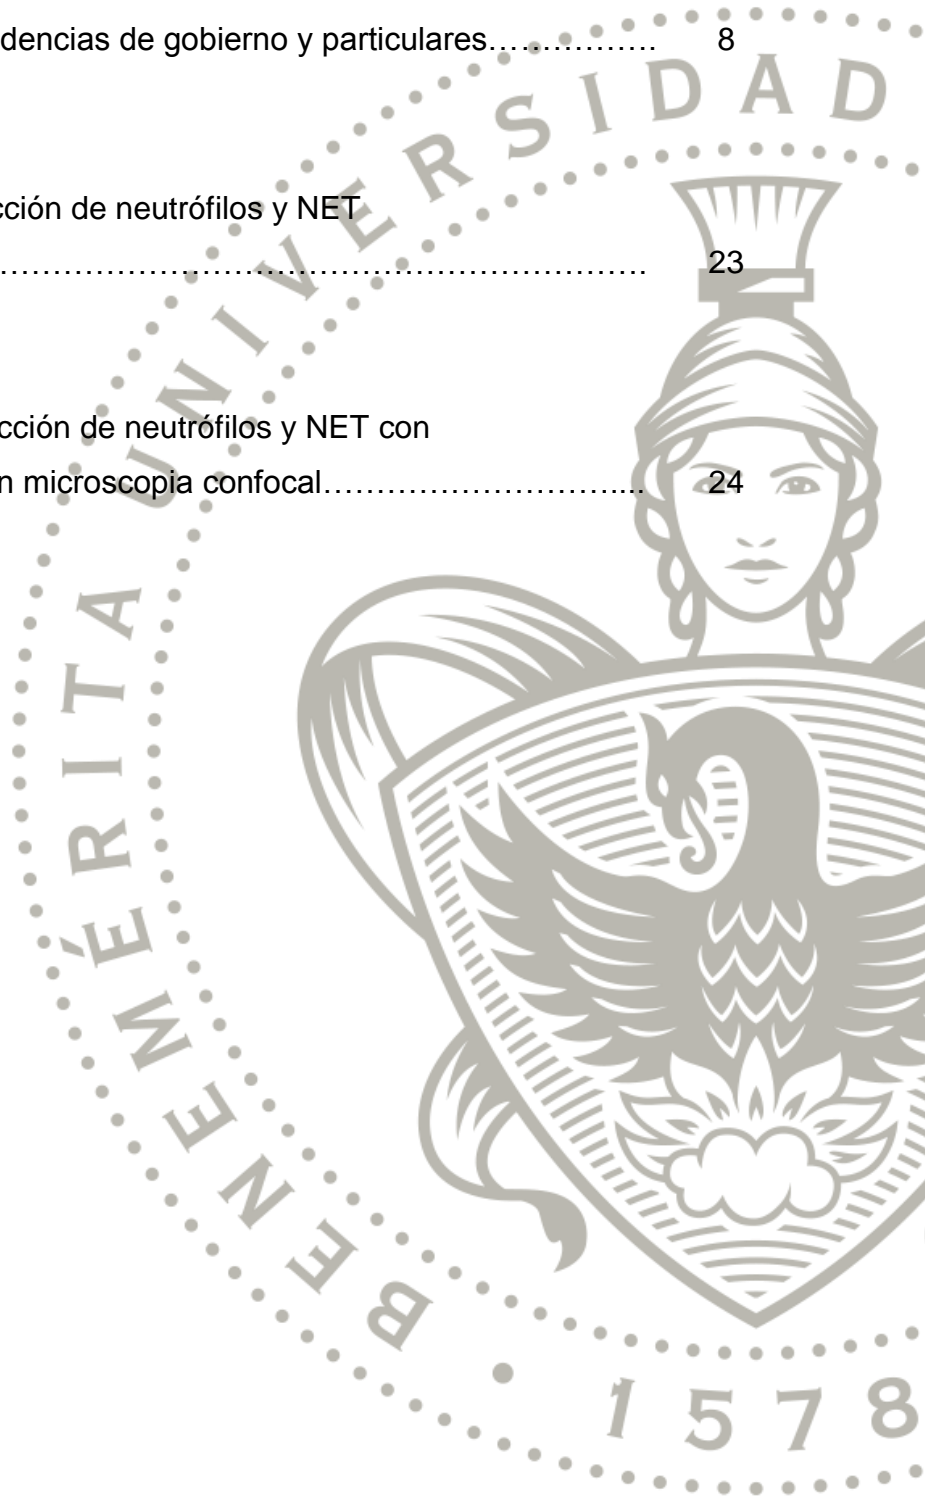 dencias de gobierno y particulares…………… 8
cción de neutrófilos y NET
…………………………………………………………. 23
cción de neutrófilos y NET con
n microscopia confocal……………………….... 24
BENEMÉRITA UNIVERSIDAD
• 1578